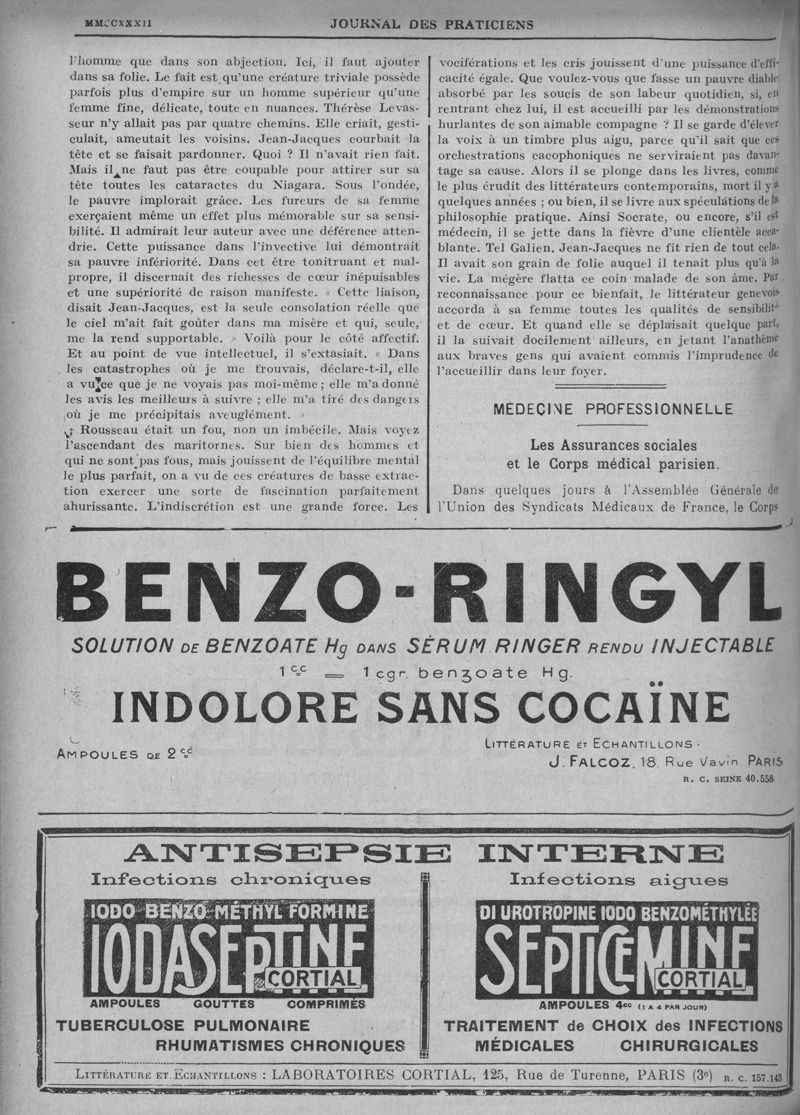 MMCCXXXII
JOURNAL DES PRATICIENS
l'homme que dans son abjection. Ici, il faut ajouter
dans sa folie. Le fait est qu'une créature triviale possède
parfois plus d'empire sur un homme supérieur qu'une
femme fine, délicate, toute en nuances. Thérèse Levas-
seur n'y allait pas par quatre chemins. Elle criait, gesti-
culait, ameutait les voisins. Jean-Jacques courbait la
tête et se faisait pardonner. Quoi ? Il n'avait rien fait.
Mais il ne faut pas être coupable pour attirer sur sa
tête toutes les cataractes du Niagara. Sous l'ondée,
le pauvre implorait grâce. Les fureurs de sa femme
exerçaient même un effet plus mémorable sur sa sensi-
bilité. Il admirait leur auteur avec une déférence atten-
drie. Cette puissance dans l'invective lui démontrait
sa pauvre infériorité. Dans cet être tonitruant et mal-
propre, il discernait des richesses de cœur inépuisables
et une supériorité de raison manifeste. « Cette liaison,
disait Jean-Jacques, est la seule consolation réelle que
le ciel m'ait fait goûter dans ma misère et qui, seule,
me la rend supportable. » Voilà pour le côté affectif.
Et au point de vue intellectuel, il s'extasiait. « Dans
les catastrophes où je me trouvais, déclare-t-il, elle
a vu ce que je ne voyais pas moi-même ; elle m'a donné
les avis les meilleurs à suivre ; elle m'a tiré des dangers
où je me précipitais aveuglément. »
Rousseau était un fou, non un imbécile. Mais voyez
l'ascendant des maritornes. Sur bien des hommes et
qui ne sont pas fous, mais jouissent de l'équilibre mental
le plus parfait, on a vu de ces créatures de basse extrac-
tion exercer une sorte de fascination parfaitement
ahurissante. L'indiscrétion est une grande force. Les
vociférations et les cris jouissent d'une puissance d'effi-
cacité égale. Que voulez-vous que fasse un pauvre diable
absorbé par les soucis de son labeur quotidien, si, en
rentrant chez lui, il est accueilli par les démonstrations
hurlantes de son aimable compagne ? Il se garde d'élever
la voix à un timbre plus aigu, parce qu'il sait que ces
orchestrations cacophoniques ne serviraient pas davan-
tage sa cause. Alors il se plonge dans les livres, comme
le plus érudit des littérateurs contemporains, mort il y a
quelques années ; ou bien, il se livre aux spéculations de la
philosophie pratique. Ainsi Socrate, ou encore, s'il est
médecin, il se jette dans la fièvre d'une clientèle acca-
blante. Tel Galien. Jean-Jacques ne fit rien de tout cela.
Il avait son grain de folie auquel il tenait plus qu'à la
vie. La mégère flatta ce coin malade de son âme. Par
reconnaissance pour ce bienfait, le littérateur genevois
accorda à sa femme toutes les qualités de sensibilité
et de cœur. Et quand elle se déplaisait quelque part,
il la suivait docilement ailleurs, en jetant l'anathème
aux braves gens qui avaient commis l'imprudence de
l'accueillir dans leur foyer.
MÉDECINE PROFESSIONNELLE
Les Assurances sociales
et le Corps médical parisien.
Dans quelques jours à l'Assemblée Générale de
l'Union des Syndicats Médicaux de France, le Corps
BENZO-RINGYL
SOLUTION DE BENZOATE Hg DANS SÉRUM RINGER RENDU INJECTABLE
1 cc = 1 cgr. benzoate Hg.
INDOLORE SANS COCAÏNE
AMPOULES DE 2 cc
LITTÉRATURE ET ECHANTILLONS :
J. FALCOZ, 18, Rue Vavin, PARIS
R. C. SEINE 40.558
ANTISEPSIE INTERNE
Infections chroniques
IODO BENZO MÉTHYL FORMINE
IODASEPTINE
CORTIAL
AMPOULES GOUTTES COMPRIMÉS
TUBERCULOSE PULMONAIRE
RHUMATISMES CHRONIQUES
Infections aigues
DI UROTROPINE IODO BENZOMÉTHYLÉE
SEPTICEMINE
CORTIAL
AMPOULES 4cc (1 A 4 PAR JOUR)
TRAITEMENT de CHOIX des INFECTIONS
MÉDICALES CHIRURGICALES
LITTÉRATURE ET ECHANTILLONS : LABORATOIRES CORTIAL, 125, Rue de Turenne, PARIS (3e) R. C. 157.143